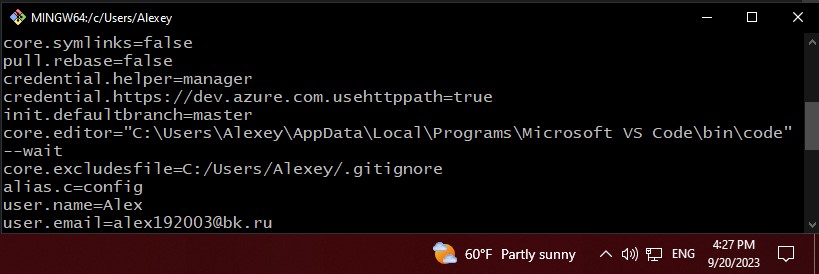 MINGW64:/c/Users/Alexey
core.symlinks=false
pull.rebase=false
credential.helper=manager
credential.https://dev.azure.com.usehttppath=true
init.defaultbranch=master
core.editor="C:\Users\Alexey\AppData\Local\Programs\Microsoft VS Code\bin\code"
--wait
core.excludesfile=C:/Users/Alexey/.gitignore
alias.c=config
user.name=Alex
user.email=alex192003@bk.ru
60°F Partly sunny
ENG
4:27 PM
9/20/2023